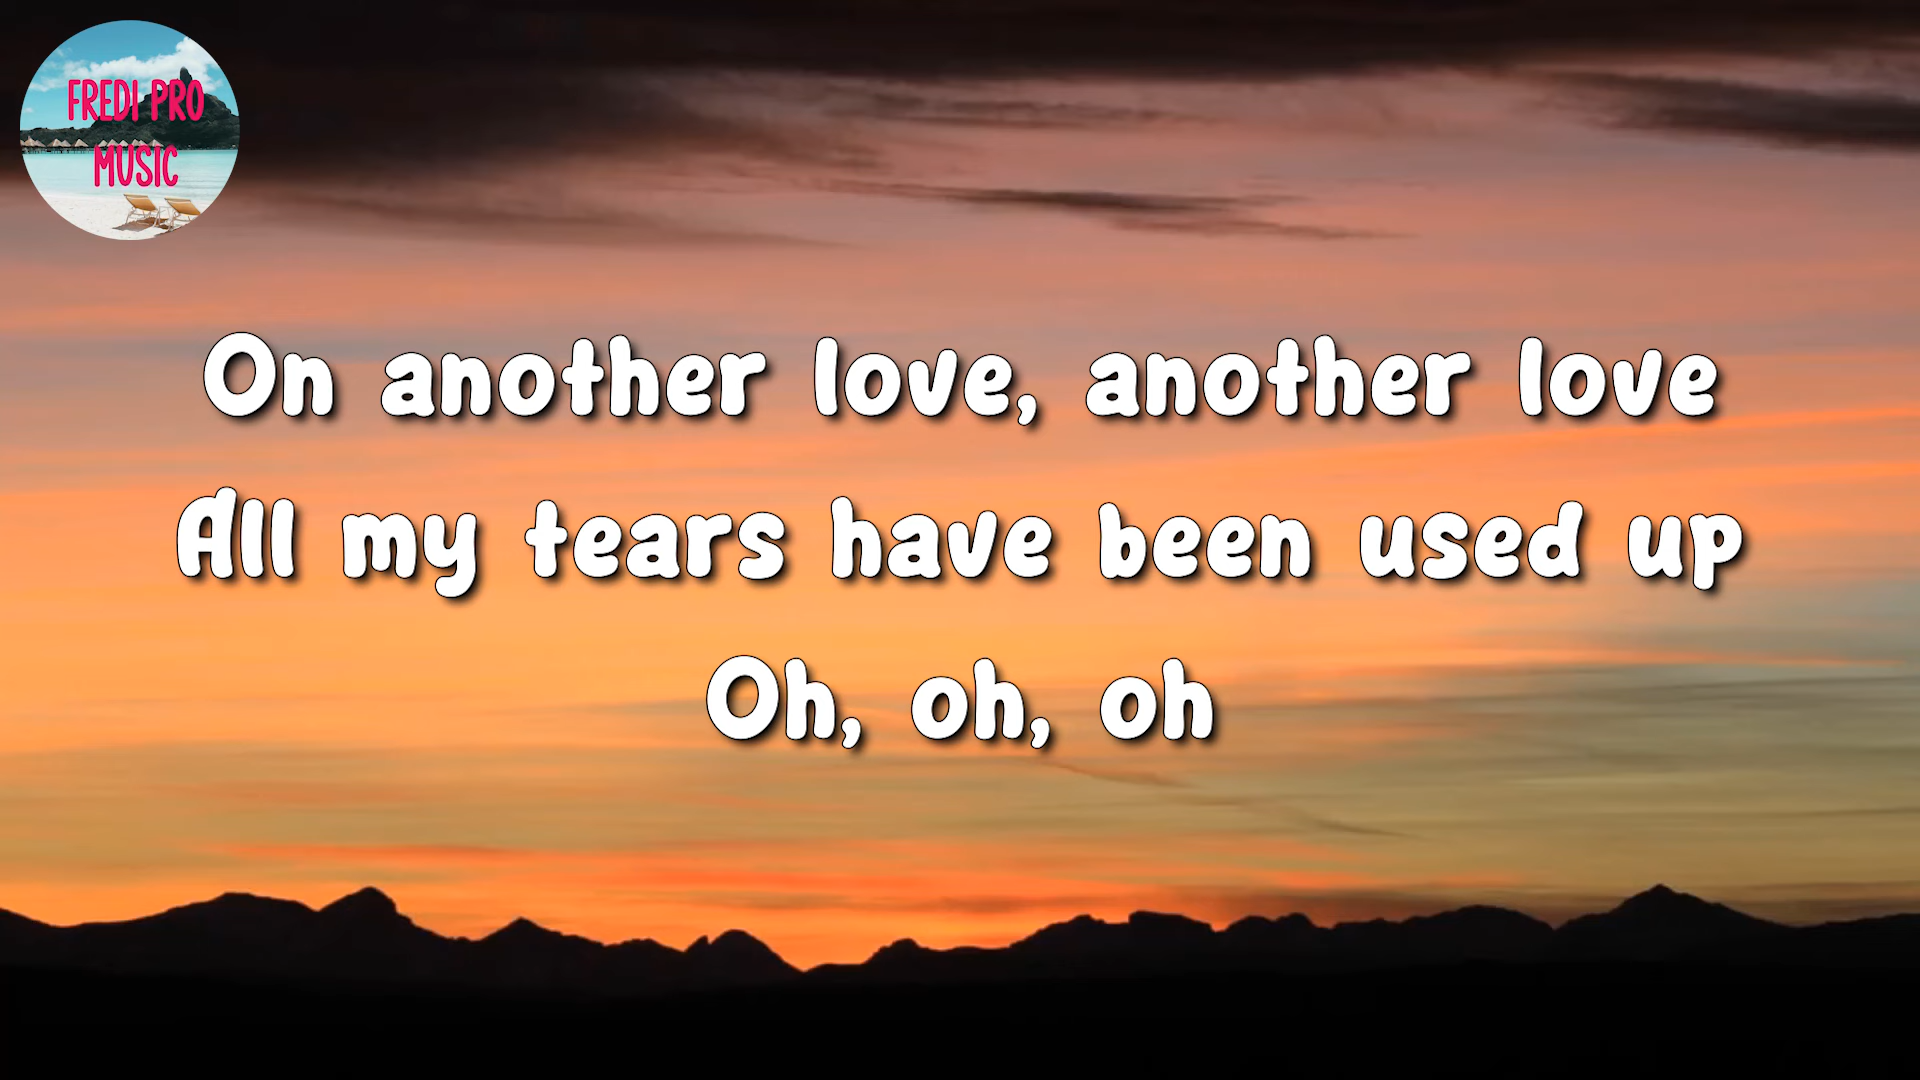 FREDI PRO
MUSIC
On another love, another love
All my tears have been used up
Oh, oh, oh